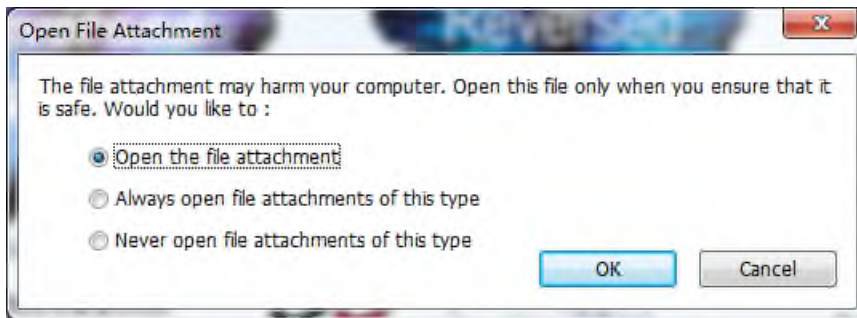 Reversed
Open File Attachment
The file attachment may harm your computer. Open this file only when you ensure that it
is safe. Would you like to :
Open the file attachment
Always open file attachments of this type
Never open file attachments of this type
OK
Cancel